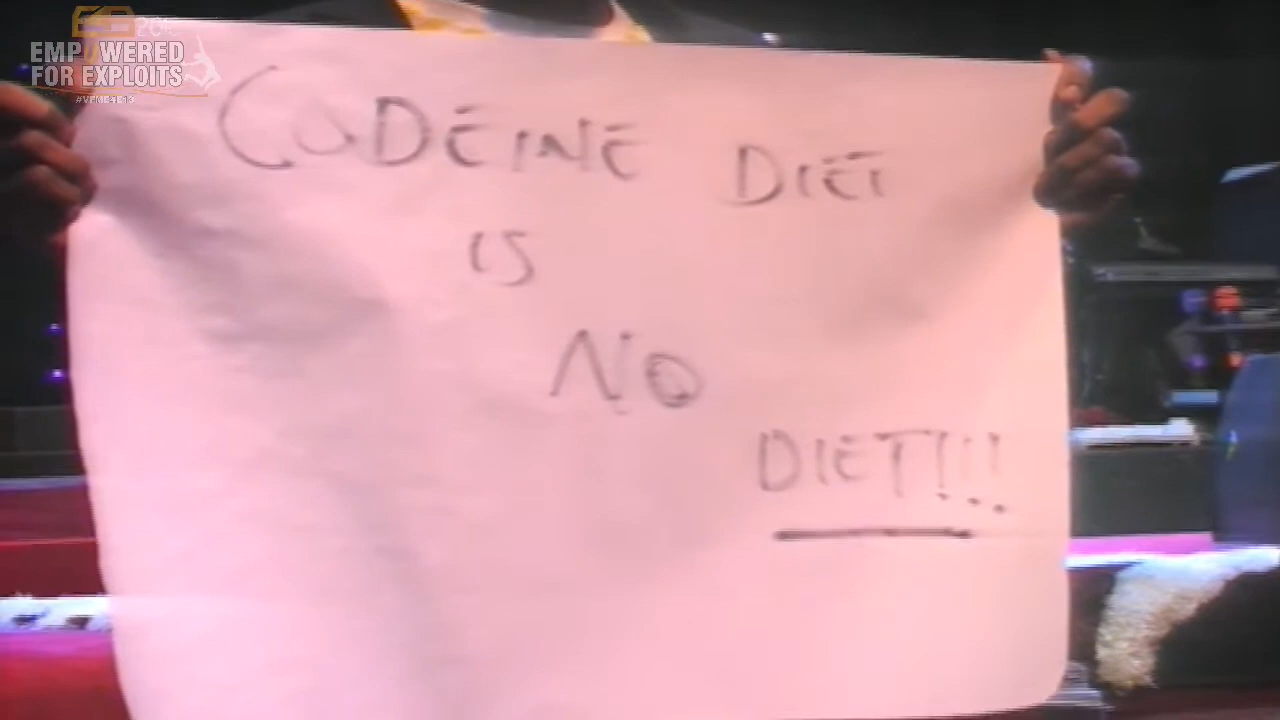 EMPOWERED
FOR EXPLOITS
CODEINE DIET
IS
NO
DIET!!!